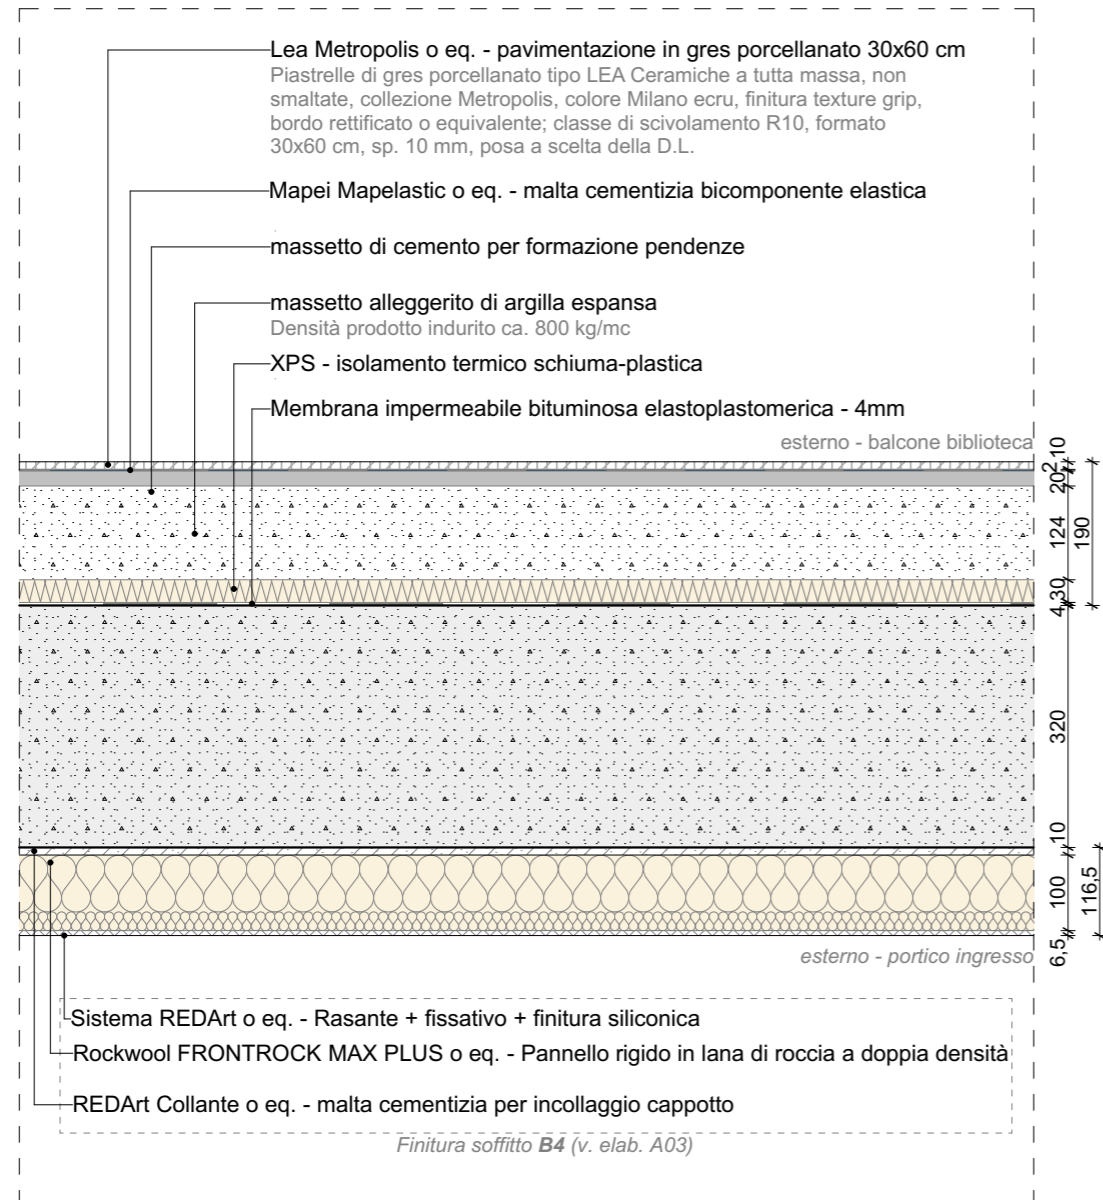 Lea Metropolis o eq. - pavimentazione in gres porcellanato 30x60 cm
Piastrelle di gres porcellanato tipo LEA Ceramiche a tutta massa, non
smaltate, collezione Metropolis, colore Milano ecru, finitura texture grip,
bordo rettificato o equivalente; classe di scivolamento R10, formato
30x60 cm, sp. 10 mm, posa a scelta della D.L.
Mapei Mapelastic o eq. - malta cementizia bicomponente elastica
massetto di cemento per formazione pendenze
massetto alleggerito di argilla espansa
Densità prodotto indurito ca. 800 kg/mc
XPS - isolamento termico schiuma-plastica
Membrana impermeabile bituminosa elastoplastomerica - 4mm
esterno - balcone biblioteca
10
2
20
124
190
30
4
320
10
100
116,5
6,5
esterno - portico ingresso
Sistema REDArt o eq. - Rasante + fissativo + finitura siliconica
Rockwool FRONTROCK MAX PLUS o eq. - Pannello rigido in lana di roccia a doppia densità
REDArt Collante o eq. - malta cementizia per incollaggio cappotto
Finitura soffitto B4 (v. elab. A03)